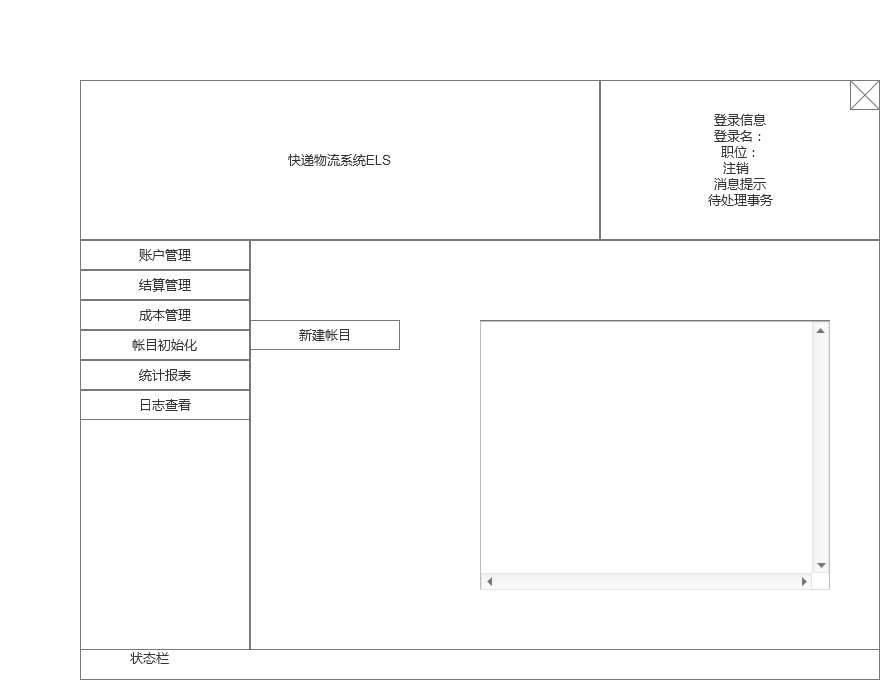 快递物流系统ELS
登录信息
登录名：
职位：
注销
消息提示
待处理事务
账户管理
结算管理
成本管理
帐目初始化
统计报表
日志查看
新建帐目
状态栏